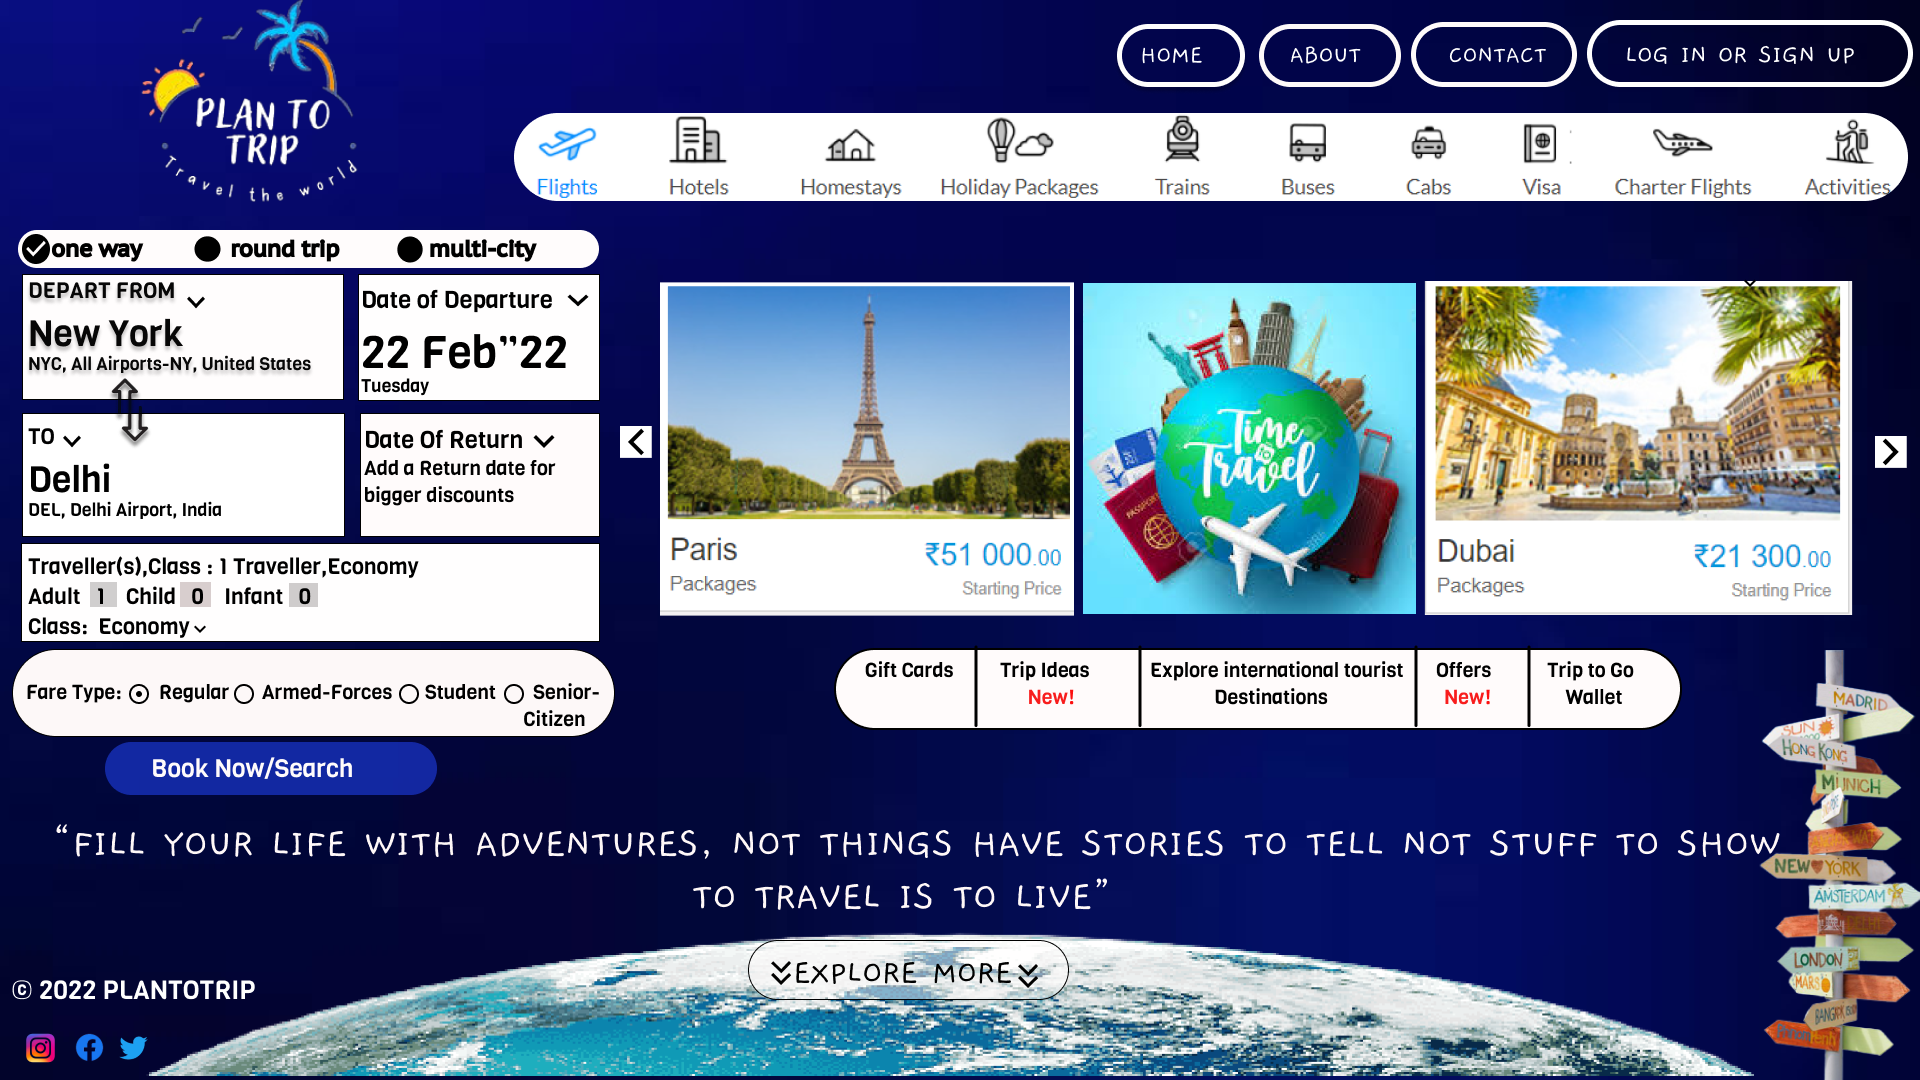 PLAN TO
TRIP
Travel the world
HOME
ABOUT
CONTACT
LOG IN OR SIGN UP
Flights
Hotels
Homestays
Holiday Packages
Trains
Buses
Cabs
Visa
Charter Flights
Activities
one way
round trip
multi-city
DEPART FROM
New York
NYC, All Airports-NY, United States
Date of Departure
22 Feb”22
Tuesday
TO
Delhi
DEL, Delhi Airport, India
Date Of Return
Add a Return date for
bigger discounts
Traveller(s),Class : 1 Traveller,Economy
Adult 1 Child 0 Infant 0
Class: Economy
Fare Type: Regular Armed-Forces Student Senior-
Citizen
Book Now/Search
Paris
₹51 000.00
Packages
Starting Price
Time
to
Travel
PASSPORT
Dubai
₹21 300.00
Packages
Starting Price
Gift Cards
Trip Ideas
New!
Explore international tourist
Destinations
Offers
New!
Trip to Go
Wallet
MADRID
SUN
HONG KONG
MUNICH
NEW YORK
AMSTERDAM
LONDON
MARS
BANGKOK
“FILL YOUR LIFE WITH ADVENTURES, NOT THINGS HAVE STORIES TO TELL NOT STUFF TO SHOW
TO TRAVEL IS TO LIVE”
EXPLORE MORE
© 2022 PLANTOTRIP